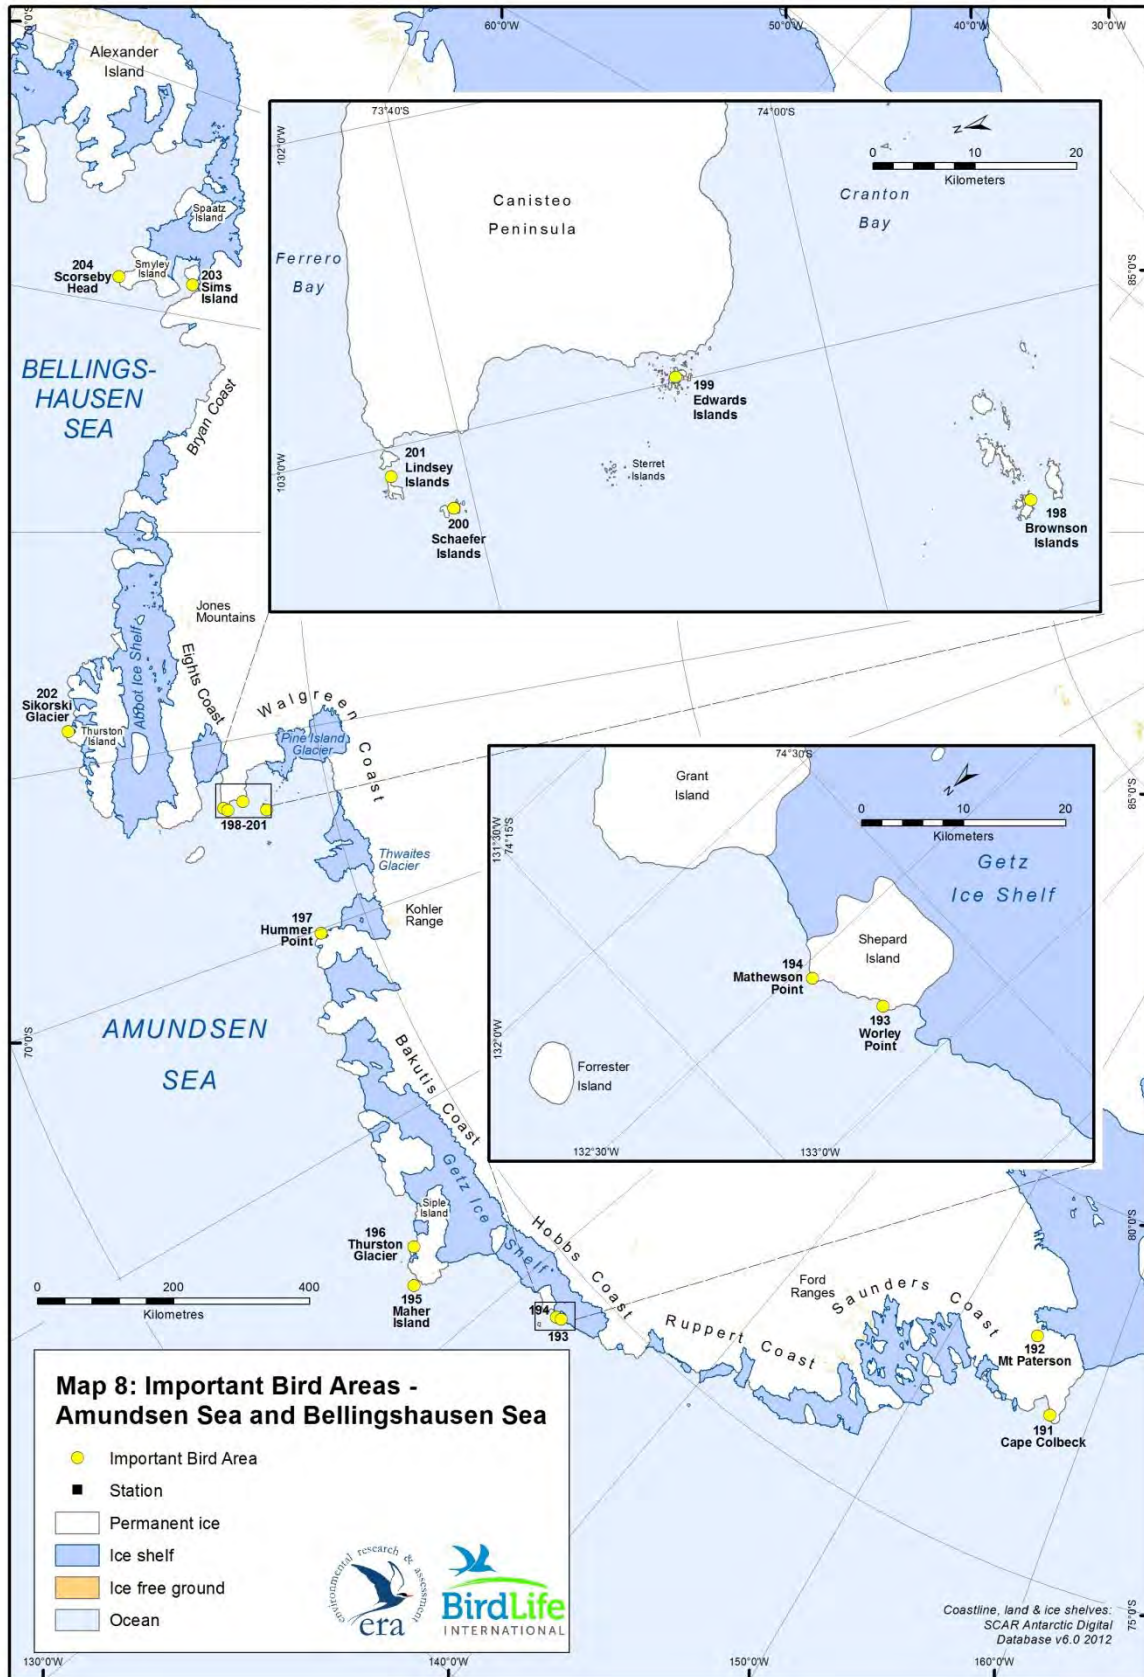 60°0'W
50°0'W
40°0'W
30°0'W
Alexander
Island
Spaatz
Island
Smyley
Island
204
Scorseby
Head
203
Sims
Island
BELLINGS-
HAUSEN
SEA
Bryan Coast
73°40'S
74°00'S
102°0'W
103°0'W
Z
0 10 20
Kilometers
Canisteo
Peninsula
Cranton
Bay
Ferrero
Bay
199
Edwards
Islands
201
Lindsey
Islands
Sterret
Islands
200
Schaefer
Islands
198
Brownson
Islands
85°0'S
Jones
Mountains
Abbot Ice Shelf
Eights Coast
202
Sikorski
Glacier
Thurston
Island
Walgreen
Coast
Pine Island
Glacier
198-201
Thwaites
Glacier
Kohler
Range
197
Hummer
Point
85°0'S
74°30'S
131°30'W
74°15'S
132°0'W
132°30'W
133°0'W
Z
0 10 20
Kilometers
Grant
Island
Getz
Ice Shelf
Shepard
Island
194
Mathewson
Point
193
Worley
Point
Forrester
Island
70°0'S
AMUNDSEN
SEA
Bakutis Coast
Getz Ice
Shelf
Siple
Island
196
Thurston
Glacier
195
Maher
Island
0 200 400
Kilometres
Hobbs Coast
194
193
Ruppert Coast
Ford
Ranges
Saunders Coast
80°0'S
192
Mt Paterson
191
Cape Colbeck
Map 8: Important Bird Areas -
Amundsen Sea and Bellingshausen Sea
Important Bird Area
Station
Permanent ice
Ice shelf
Ice free ground
Ocean
environmental research & assessment
era
BirdLife
INTERNATIONAL
Coastline, land & ice shelves:
SCAR Antarctic Digital
Database v6.0 2012
75°0'S
130°0'W
140°0'W
150°0'W
160°0'W